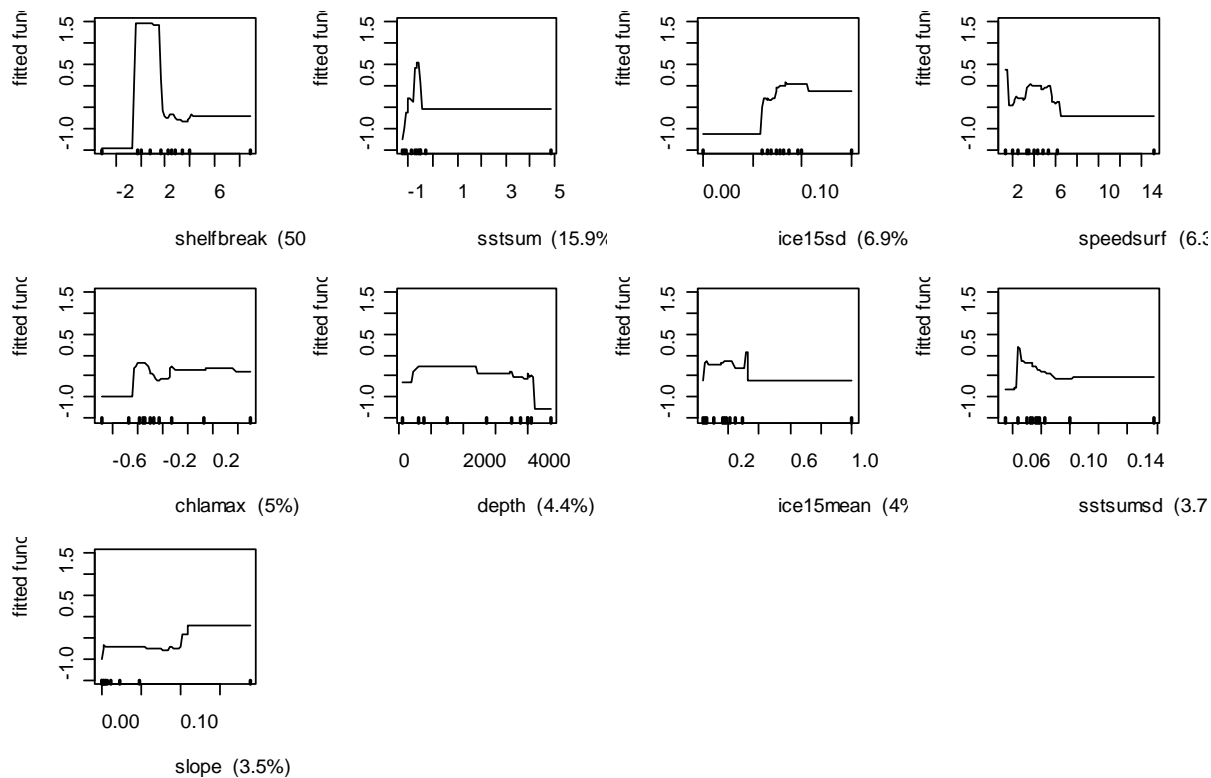 1.5 1.5 1.5 1.5
0.5 0.5 0.5 0.5
-1.0 -1.0 -1.0 -1.0
fitted func fitted func fitted func fitted func
-2 2 6 -1 1 3 5 0.00 0.10 2 6 10 14
shelfbreak (50 sstsum (15.9% ice15sd (6.9% speedsurf (6.3
1.5 1.5 1.5 1.5
0.5 0.5 0.5 0.5
-1.0 -1.0 -1.0 -1.0
fitted func fitted func fitted func fitted func
-0.6 -0.2 0.2 0 2000 4000 0.2 0.6 1.0 0.06 0.10 0.14
chlamax (5%) depth (4.4%) ice15mean (4% sstsumsd (3.7
1.5
0.5
-1.0
fitted func
0.00 0.10
slope (3.5%)